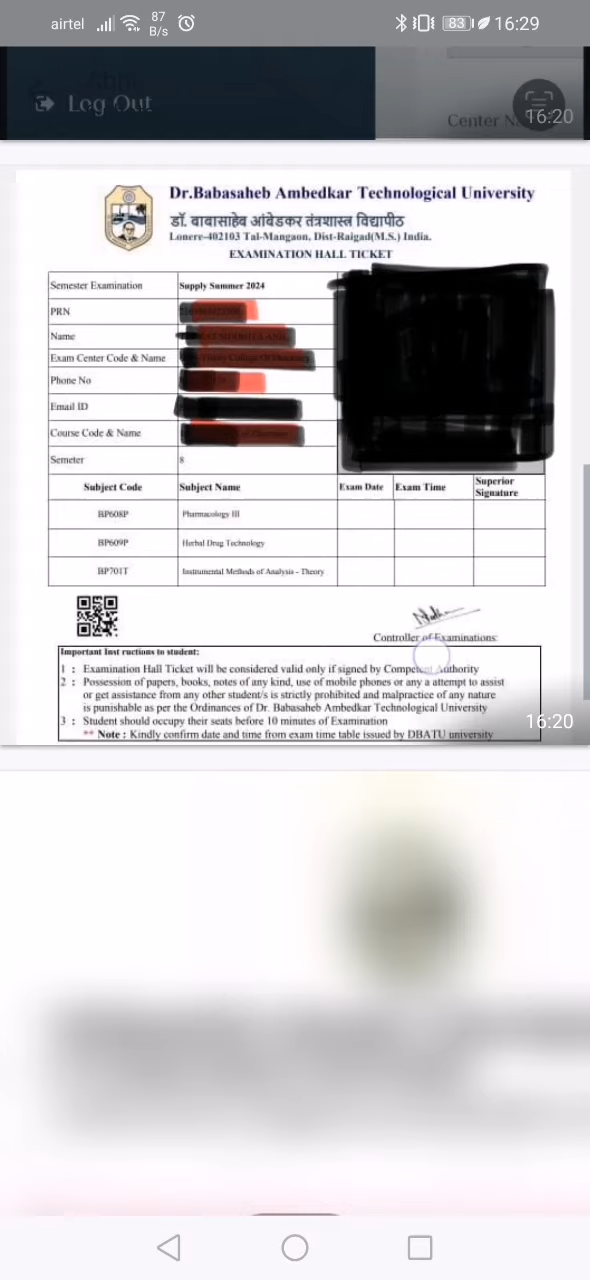 airtel 87 B/s 83 16:29
Log Out
Center N
16:20
Dr.Babasaheb Ambedkar Technological University
डॉ. बाबासाहेब आंबेडकर तंत्रशास्त्र विद्यापीठ
Lonere-402103 Tal-Mangaon, Dist-Raigad(M.S.) India.
EXAMINATION HALL TICKET
Semester Examination Supply Summer 2024
PRN
Name
Exam Center Code & Name
Phone No
Email ID
Course Code & Name
Semeter 8
Subject Code Subject Name Exam Date Exam Time Superior Signature
BP608P Pharmacology III
BP609P Herbal Drug Technology
BP701T Instrumental Methods of Analysis - Theory
Controller of Examinations:
Important Inst ructions to student:
1 : Examination Hall Ticket will be considered valid only if signed by Competent Authority
2 : Possession of papers, books, notes of any kind, use of mobile phones or any a attempt to assist
or get assistance from any other student/s is strictly prohibited and malpractice of any nature
is punishable as per the Ordinances of Dr. Babasaheb Ambedkar Technological University
3 : Student should occupy their seats before 10 minutes of Examination
16:20
** Note : Kindly confirm date and time from exam time table issued by DBATU university